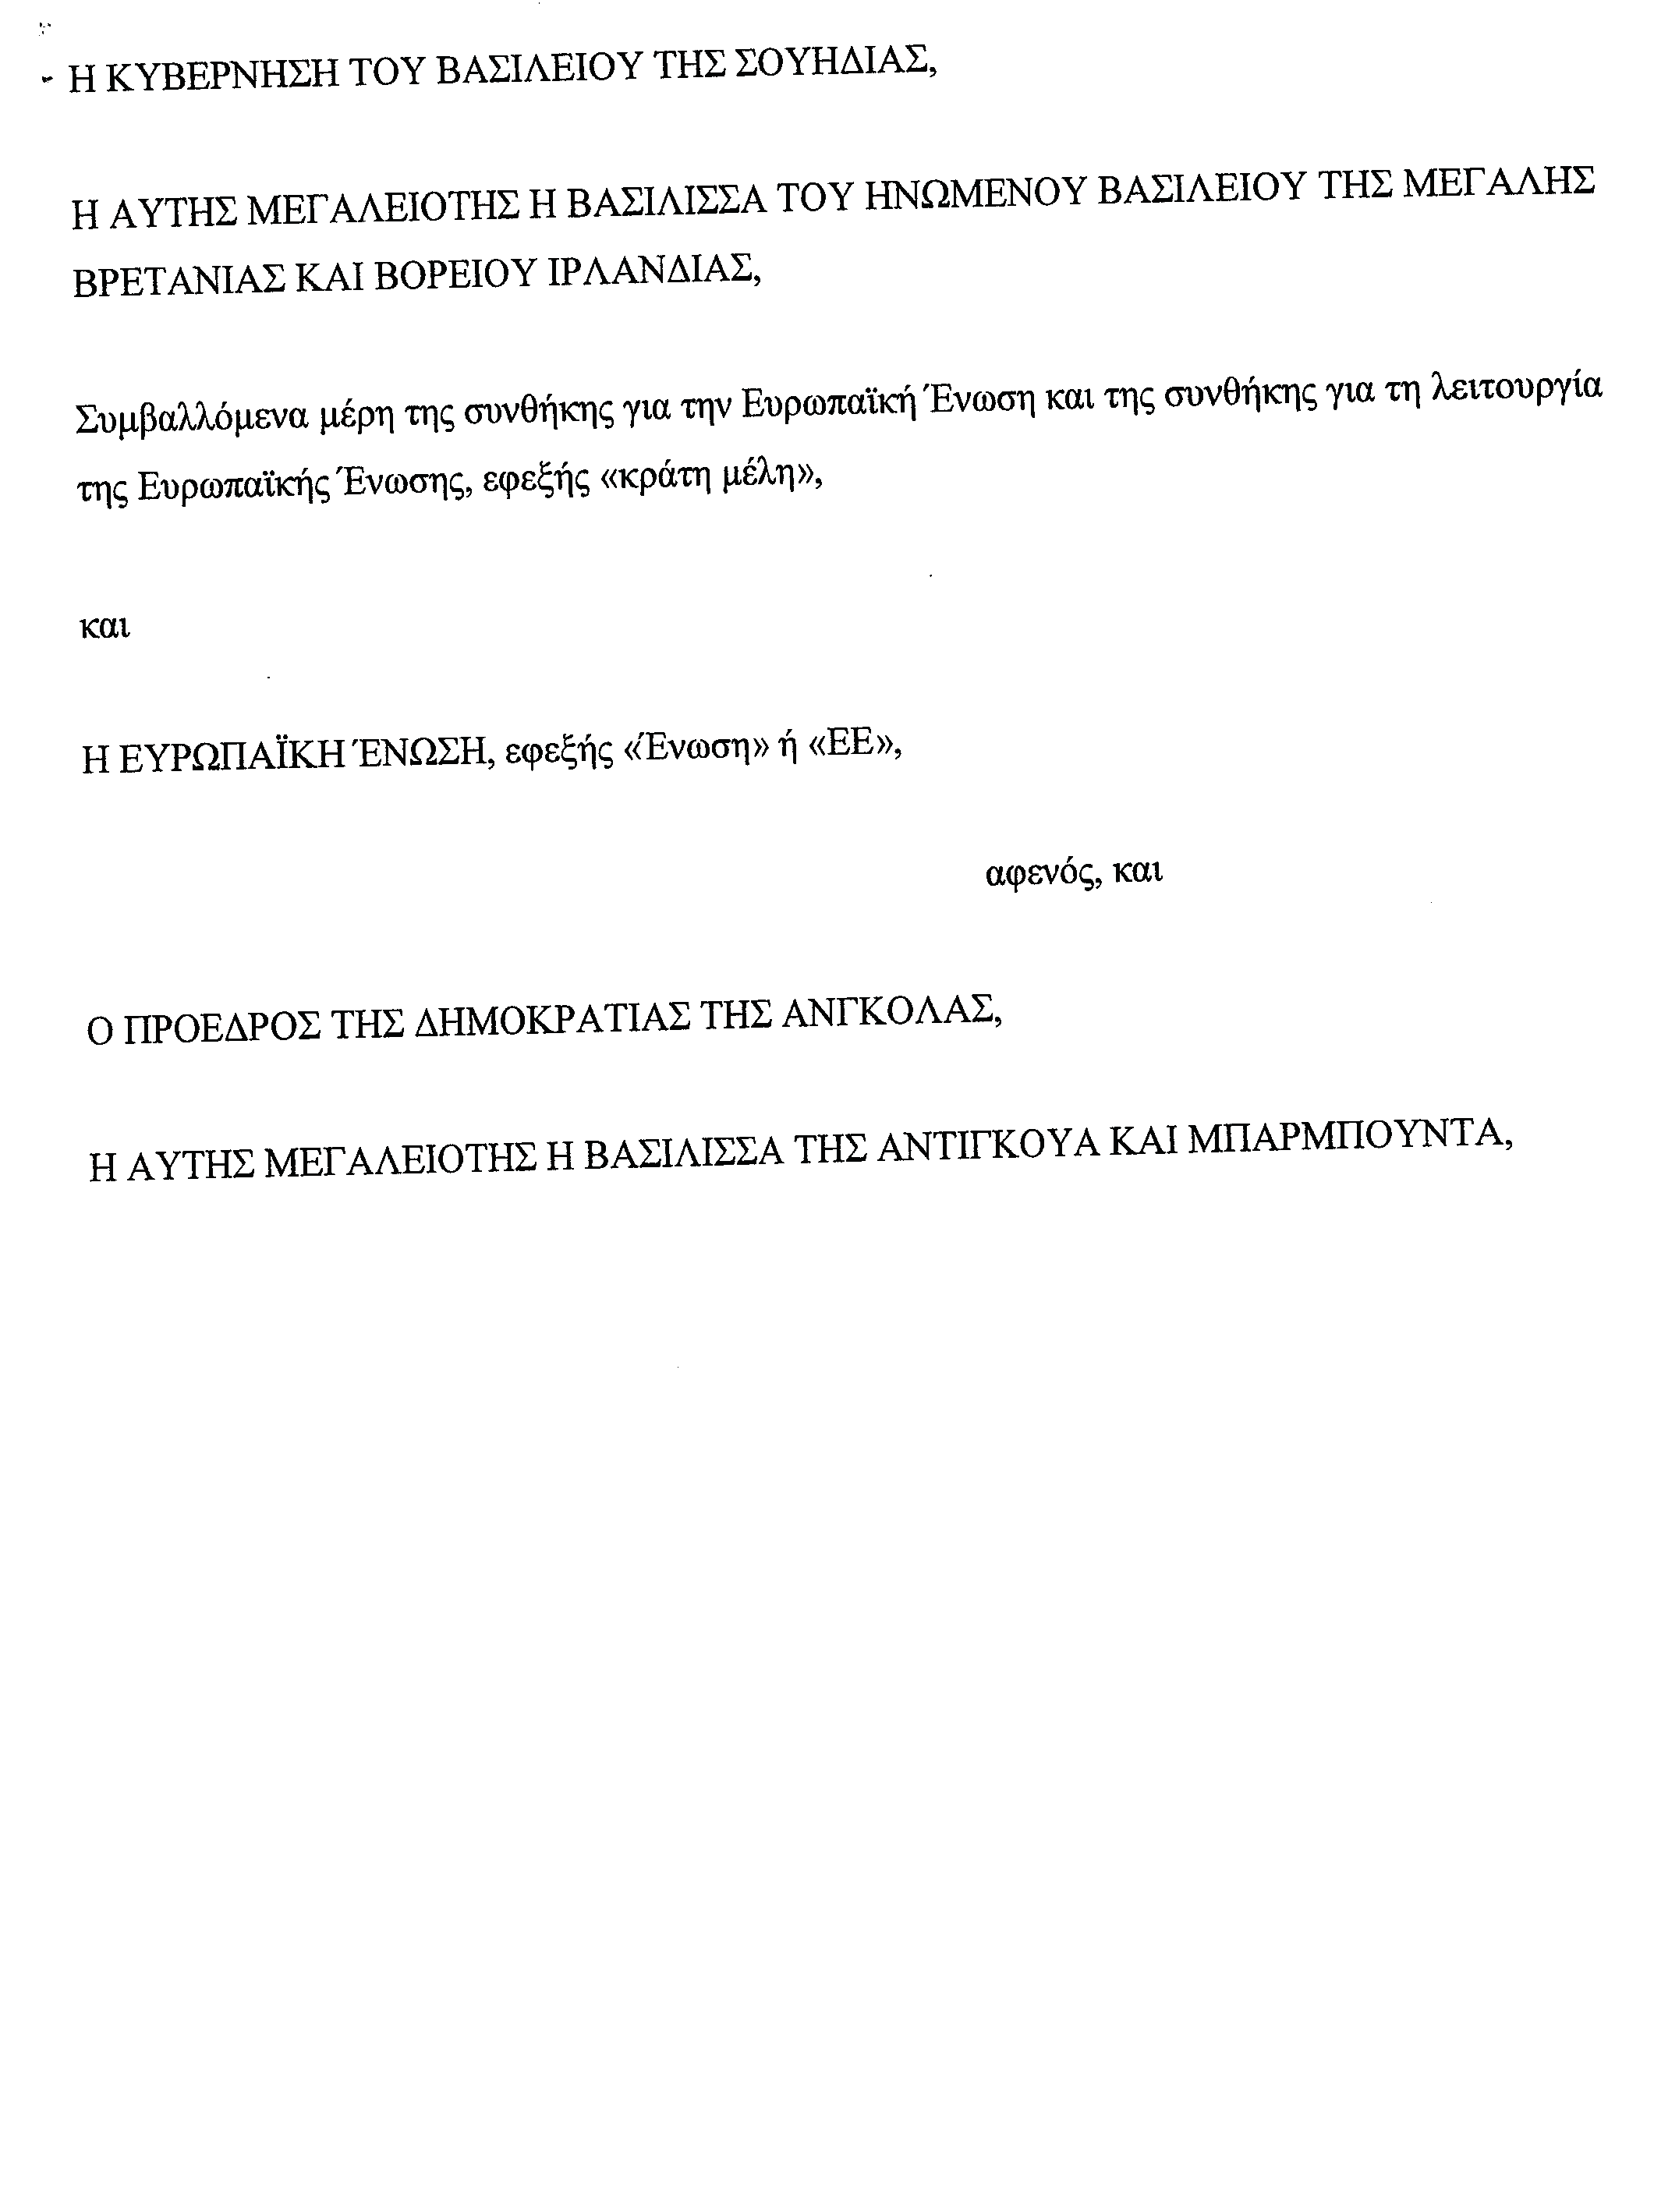 Η ΚΥΒΕΡΝΗΣΗ ΤΟΥ ΒΑΣΙΛΕΙΟΥ ΤΗΣ ΣΟΥΗΔΙΑΣ,
Η ΑΥΤΗΣ ΜΕΓΑΛΕΙΟΤΗΣ Η ΒΑΣΙΛΙΣΣΑ ΤΟΥ ΗΝΩΜΕΝΟΥ ΒΑΣΙΛΕΙΟΥ ΤΗΣ ΜΕΓΑΛΗΣ
ΒΡΕΤΑΝΙΑΣ ΚΑΙ ΒΟΡΕΙΟΥ ΙΡΛΑΝΔΙΑΣ,
Συμβαλλόμενα μέρη της συνθήκης για την Ευρωπαϊκή Ένωση και της συνθήκης για τη λειτουργία
της Ευρωπαϊκής Ένωσης, εφεξής «κράτη μέλη»,
και
Η ΕΥΡΩΠΑΪΚΗ ΈΝΩΣΗ, εφεξής «Ένωση» ή «ΕΕ»,
αφενός, και
Ο ΠΡΟΕΔΡΟΣ ΤΗΣ ΔΗΜΟΚΡΑΤΙΑΣ ΤΗΣ ΑΝΓΚΟΛΑΣ,
Η ΑΥΤΗΣ ΜΕΓΑΛΕΙΟΤΗΣ Η ΒΑΣΙΛΙΣΣΑ ΤΗΣ ΑΝΤΙΓΚΟΥΑ ΚΑΙ ΜΠΑΡΜΠΟΥΝΤΑ,